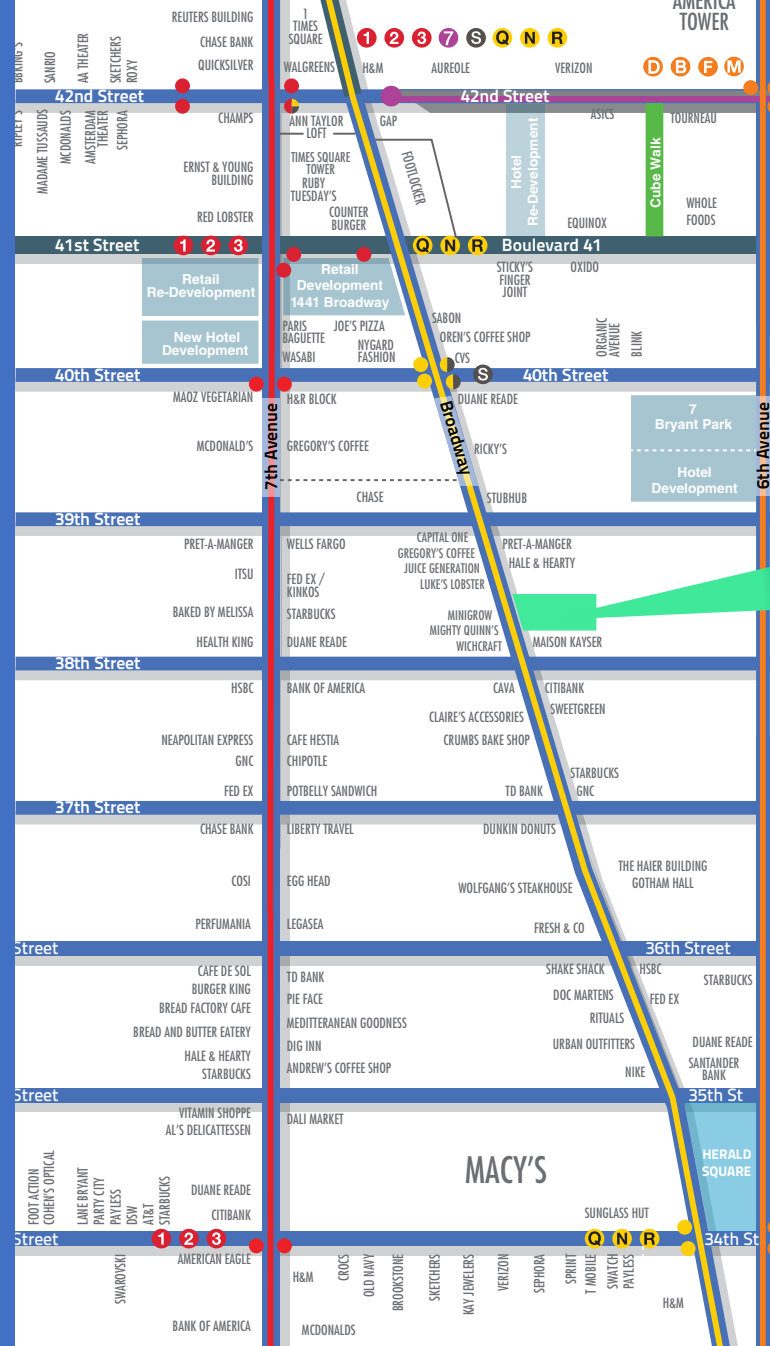 AMERICA
TOWER
REUTERS BUILDING
CHASE BANK
QUICKSILVER
SANRIO
AA THEATER
SKETCHERS
ROXY
1
TIMES
SQUARE
WALGREENS
1 2 3 7 S Q N R
H&M
AUREOLE
VERIZON
D B F M
42nd Street
42nd Street
RIPLEY'S
MADAME TUSSAUDS
MCDONALDS
AMSTERDAM
THEATER
SEPHORA
CHAMPS
ERNST & YOUNG
BUILDING
RED LOBSTER
ANN TAYLOR
LOFT
TIMES SQUARE
TOWER
RUBY
TUESDAY'S
COUNTER
BURGER
GAP
FOOTLOCKER
Hotel
Re-Development
ASICS
EQUINOX
Cube Walk
TOURNEAU
WHOLE
FOODS
41st Street
1 2 3
Q N R
Boulevard 41
Retail
Re-Development
New Hotel
Development
Retail
Development
1441 Broadway
PARIS
BAGUETTE
WASABI
JOE'S PIZZA
NYGARD
FASHION
STICKY'S
FINGER
JOINT
OXIDO
SABON
OREN'S COFFEE SHOP
CVS
ORGANIC
AVENUE
BLINK
40th Street
S
40th Street
MAOZ VEGETARIAN
MCDONALD'S
7th Avenue
H&R BLOCK
GREGORY'S COFFEE
CHASE
Broadway
DUANE READE
RICKY'S
STUBHUB
7
Bryant Park
Hotel
Development
6th Avenue
39th Street
PRET-A-MANGER
ITSU
BAKED BY MELISSA
HEALTH KING
WELLS FARGO
FED EX /
KINKOS
STARBUCKS
DUANE READE
CAPITAL ONE
GREGORY'S COFFEE
JUICE GENERATION
LUKE'S LOBSTER
MINIGROW
MIGHTY QUINN'S
WICHCRAFT
PRET-A-MANGER
HALE & HEARTY
MAISON KAYSER
38th Street
HSBC
NEAPOLITAN EXPRESS
GNC
FED EX
BANK OF AMERICA
CAFE HESTIA
CHIPOTLE
POTBELLY SANDWICH
CAVA
CLAIRE'S ACCESSORIES
CRUMBS BAKE SHOP
TD BANK
CITIBANK
SWEETGREEN
STARBUCKS
GNC
37th Street
CHASE BANK
COSI
PERFUMANIA
LIBERTY TRAVEL
EGG HEAD
LEGASEA
DUNKIN DONUTS
WOLFGANG'S STEAKHOUSE
FRESH & CO
THE HAIER BUILDING
GOTHAM HALL
Street
36th Street
CAFE DE SOL
BURGER KING
BREAD FACTORY CAFE
BREAD AND BUTTER EATERY
HALE & HEARTY
STARBUCKS
TD BANK
PIE FACE
MEDITTERANEAN GOODNESS
DIG INN
ANDREW'S COFFEE SHOP
SHAKE SHACK
DOC MARTENS
RITUALS
URBAN OUTFITTERS
NIKE
HSBC
FED EX
STARBUCKS
DUANE READE
SANTANDER
BANK
Street
35th St
VITAMIN SHOPPE
AL'S DELICATTESSEN
FOOT ACTION
COHEN'S OPTICAL
LANE BRYANT
PARTY CITY
PAYLESS
DSW
AT&T
STARBUCKS
DUANE READE
CITIBANK
DALI MARKET
MACY'S
SUNGLASS HUT
HERALD
SQUARE
Street
1 2 3
Q N R
34th St
SWAROVSKI
AMERICAN EAGLE
BANK OF AMERICA
H&M
MCDONALDS
CROCS
OLD NAVY
BROOKSTONE
SKETCHERS
KAY JEWELERS
VERIZON
SEPHORA
SPRINT
T MOBILE
SWATCH
PAYLESS
H&M